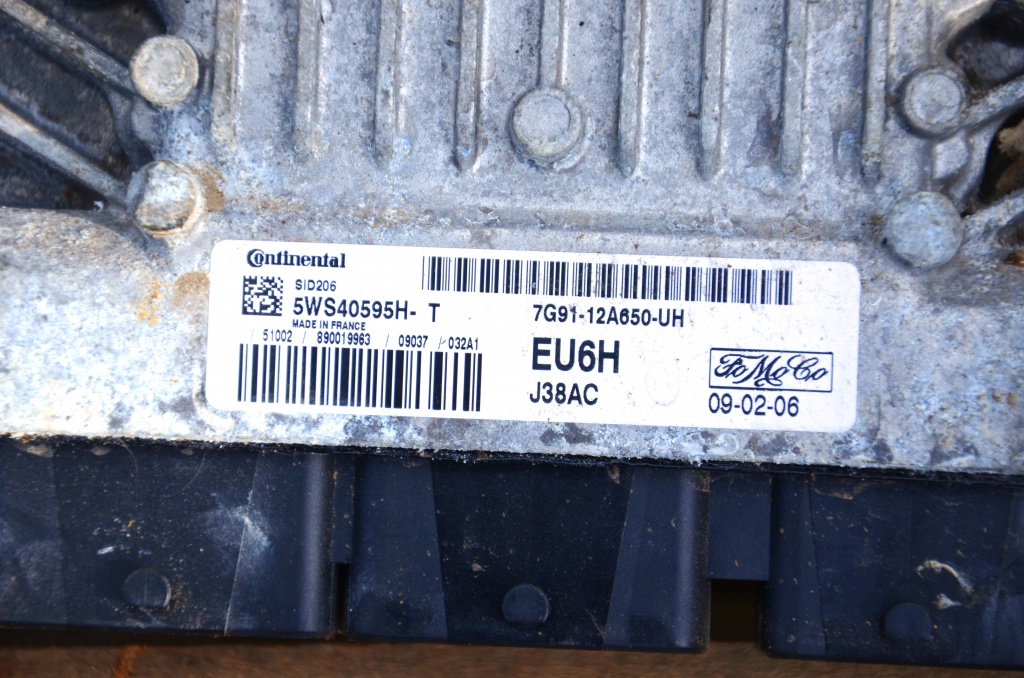 Continental
SID206
5WS40595H- T
MADE IN FRANCE
51002 / 890019963 / 09037 / 032A1
7G91-12A650-UH
EU6H
J38AC
FoMoCo
09-02-06